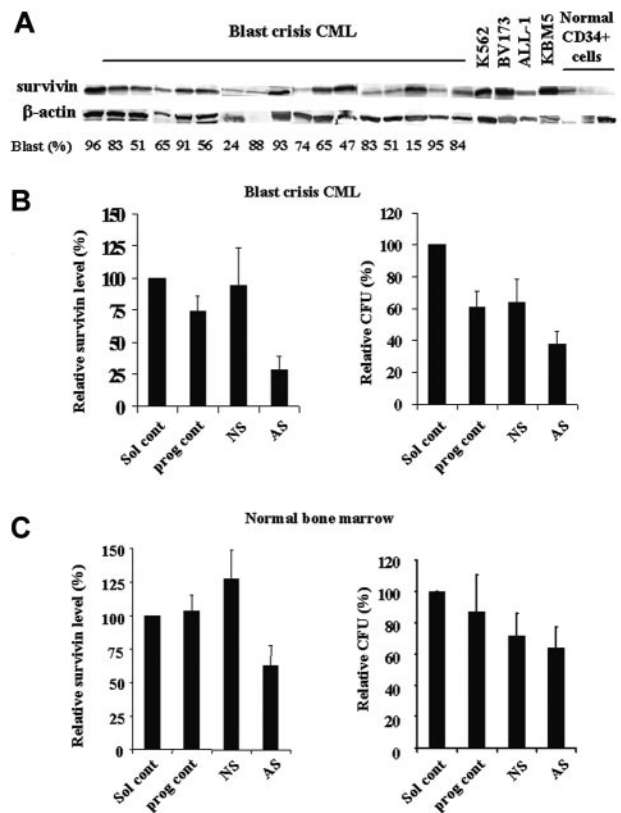 A
Blast crisis CML
K562
BV173
ALL-1
KBM5
Normal
CD34+
cells
survivin
β-actin
Blast (%) 96 83 51 65 91 56 24 88 93 74 65 47 83 51 15 95 84
B
Blast crisis CML
Relative survivin level (%)
150
125
100
75
50
25
0
Sol cont
prog cont
NS
AS
Relative CFU (%)
120
100
80
60
40
20
0
Sol cont
prog cont
NS
AS
C
Normal bone marrow
Relative survivin level (%)
150
125
100
75
50
25
0
Sol cont
prog cont
NS
AS
Relative CFU (%)
120
100
80
60
40
20
0
Sol cont
prog cont
NS
AS